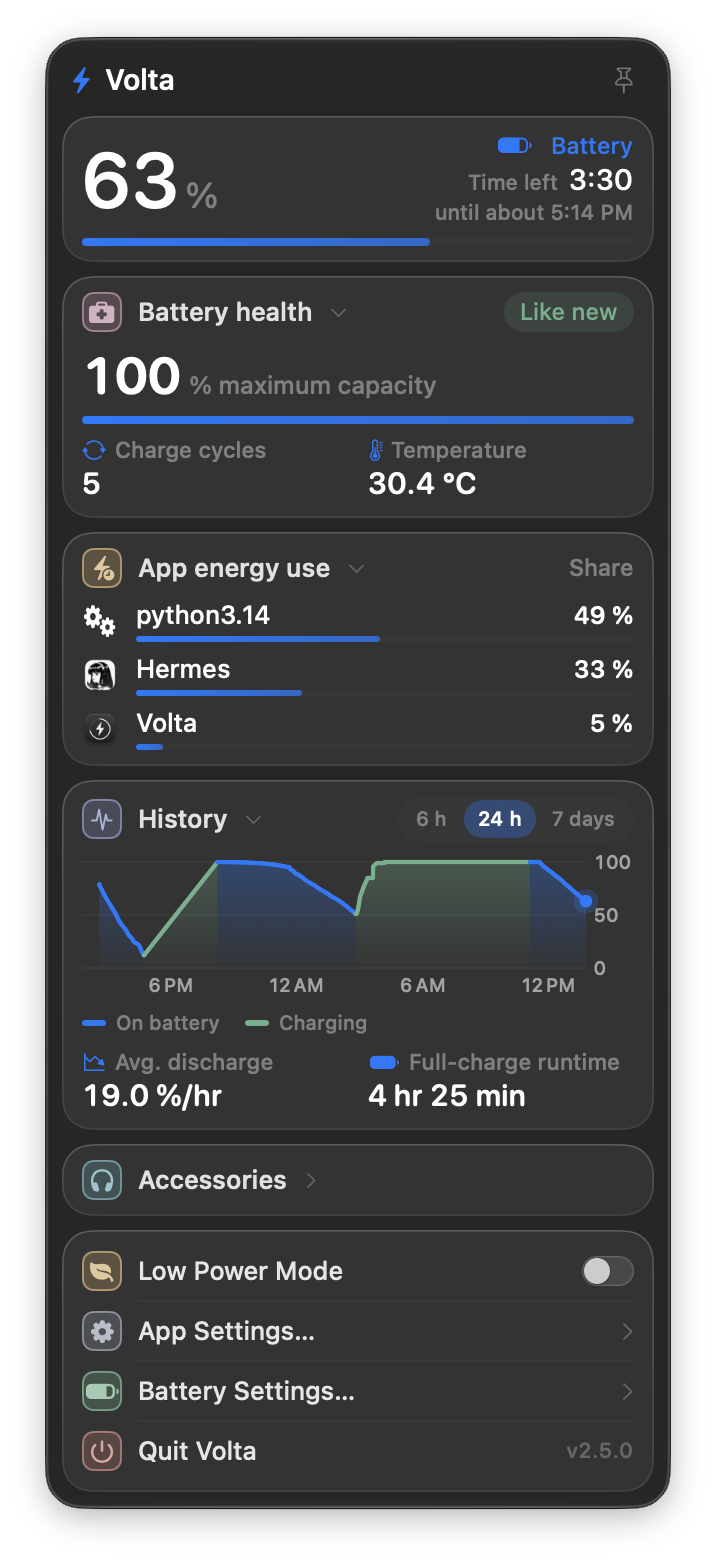 Volta
63 %
Battery
Time left 3:30
until about 5:14 PM
Battery health
Like new
100 % maximum capacity
Charge cycles
5
Temperature
30.4 °C
App energy use
Share
python3.14
49 %
Hermes
33 %
Volta
5 %
History
6 h
24 h
7 days
100
50
0
6 PM
12 AM
6 AM
12 PM
On battery
Charging
Avg. discharge
19.0 %/hr
Full-charge runtime
4 hr 25 min
Accessories
Low Power Mode
App Settings...
Battery Settings...
Quit Volta
v2.5.0